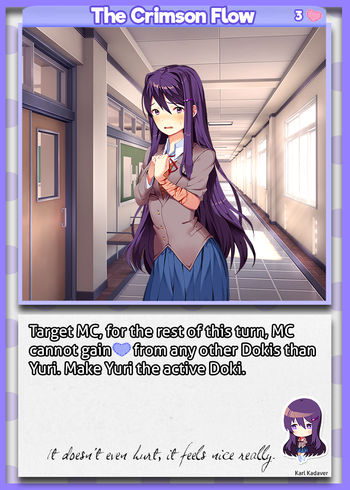 The Crimson Flow
3
Target MC, for the rest of this turn, MC
cannot gain from any other Dokis than
Yuri. Make Yuri the active Doki.
It doesn't even hurt, it feels nice really.
Karl Kadaver